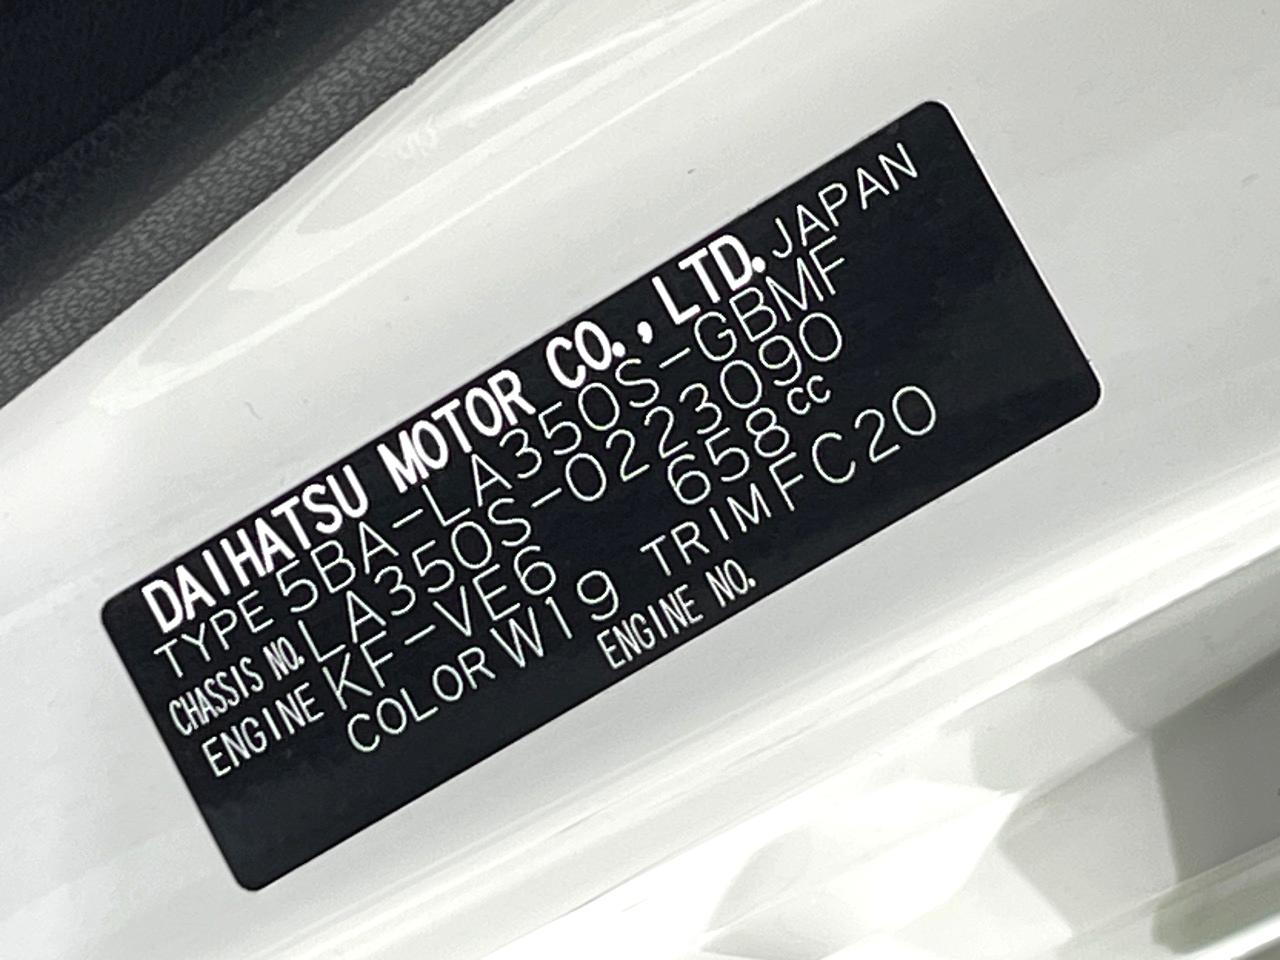 DAIHATSU MOTOR CO., LTD. JAPAN
TYPE 5BA-LA350S-GBMF
CHASSIS NO. LA350S-0223090
ENGINE KF-VE6 658cc
COLOR W19 TRIM FC20
ENGINE NO.